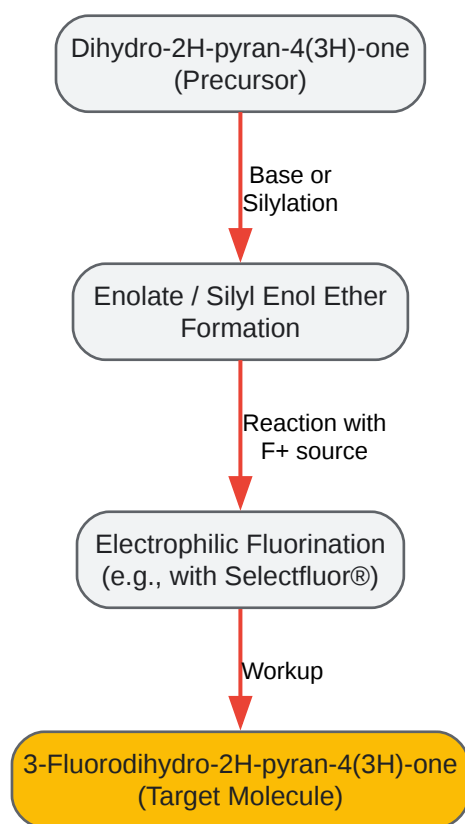 Dihydro-2H-pyran-4(3H)-one
(Precursor)
Base or
Silylation
Enolate / Silyl Enol Ether
Formation
Reaction with
F+ source
Electrophilic Fluorination
(e.g., with Selectfluor®)
Workup
3-Fluorodihydro-2H-pyran-4(3H)-one
(Target Molecule)